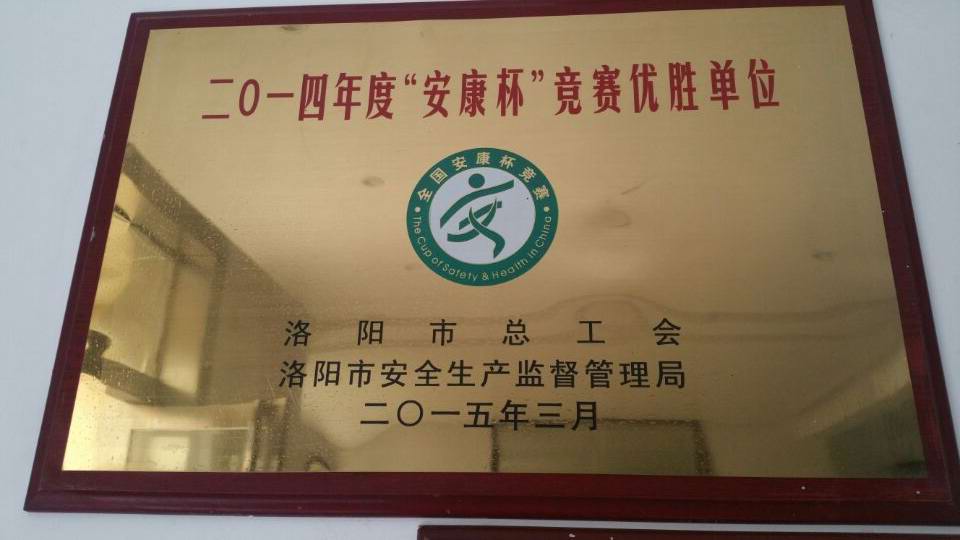 二〇一四年度“安康杯”竞赛优胜单位
全国安康杯竞赛
The Cup of Safety & Health in China
洛阳市总工会
洛阳市安全生产监督管理局
二〇一五年三月